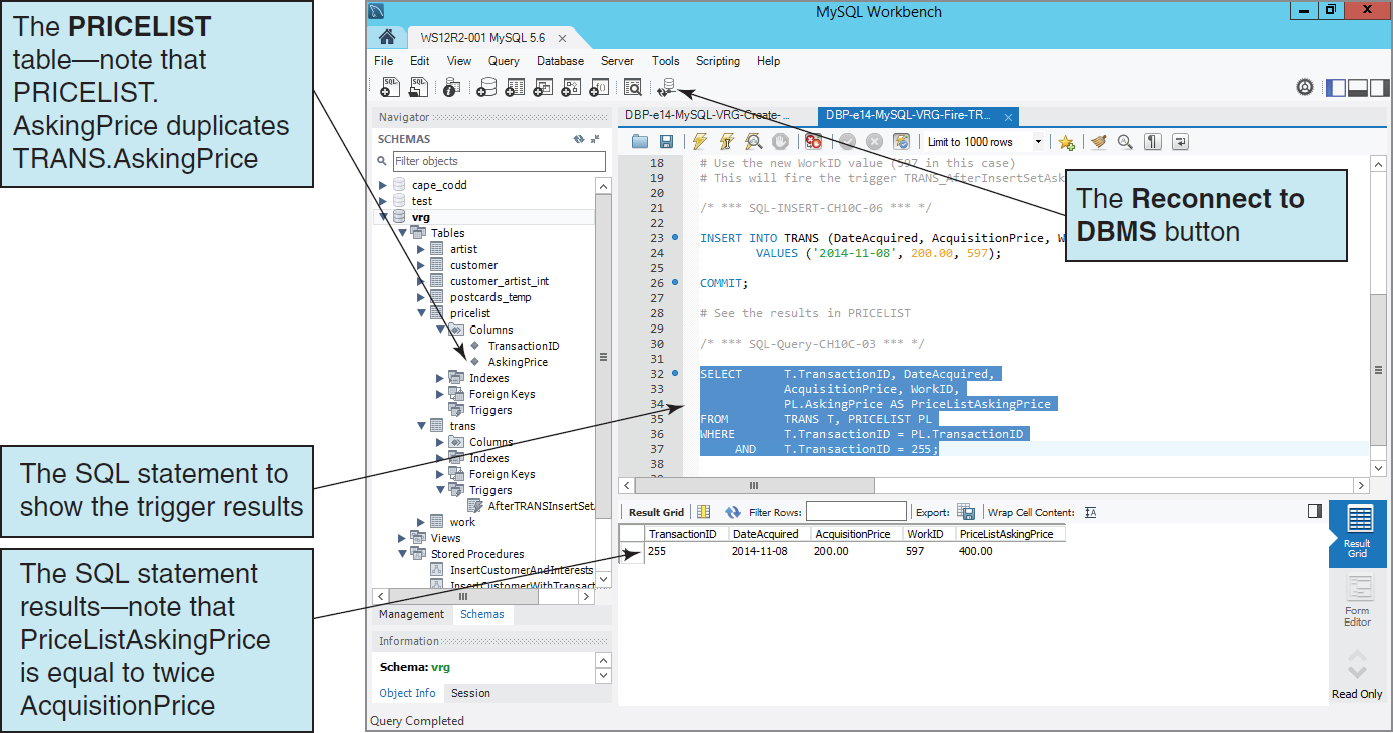 The PRICELIST
table—note that
PRICELIST.
AskingPrice duplicates
TRANS.AskingPrice
The SQL statement to
show the trigger results
The SQL statement
results—note that
PriceListAskingPrice
is equal to twice
AcquisitionPrice
The Reconnect to
DBMS button
MySQL Workbench
WS12R2-001 MySQL 5.6
File Edit View Query Database Server Tools Scripting Help
Navigator
SCHEMAS
Filter objects
cape_codd
test
vrg
Tables
artist
customer
customer_artist_int
postcards_temp
pricelist
Columns
TransactionID
AskingPrice
Indexes
Foreign Keys
Triggers
trans
Columns
Indexes
Foreign Keys
Triggers
AfterTRANSInsertSet
work
Views
Stored Procedures
InsertCustomerAndInterests
InsertCustomerWithTransact
Management Schemas
Information
Schema: vrg
Object Info Session
Query Completed
DBP-e14-MySQL-VRG-Create-... DBP-e14-MySQL-VRG-Fire-TR...
Limit to 1000 rows
18 # Use the new WorkID value (597 in this case)
19 # This will fire the trigger TRANS_AfterInsertSetAsk
20
21 /* *** SQL-INSERT-CH10C-06 *** */
22
23 INSERT INTO TRANS (DateAcquired, AcquisitionPrice, W
24 VALUES ('2014-11-08', 200.00, 597);
25
26 COMMIT;
27
28 # See the results in PRICELIST
29
30 /* *** SQL-Query-CH10C-03 *** */
31
32 SELECT T.TransactionID, DateAcquired,
33 AcquisitionPrice, WorkID,
34 PL.AskingPrice AS PriceListAskingPrice
35 FROM TRANS T, PRICELIST PL
36 WHERE T.TransactionID = PL.TransactionID
37 AND T.TransactionID = 255;
38
Result Grid Filter Rows: Export: Wrap Cell Content:
TransactionID DateAcquired AcquisitionPrice WorkID PriceListAskingPrice
255 2014-11-08 200.00 597 400.00
Result
Grid
Form
Editor
Read Only